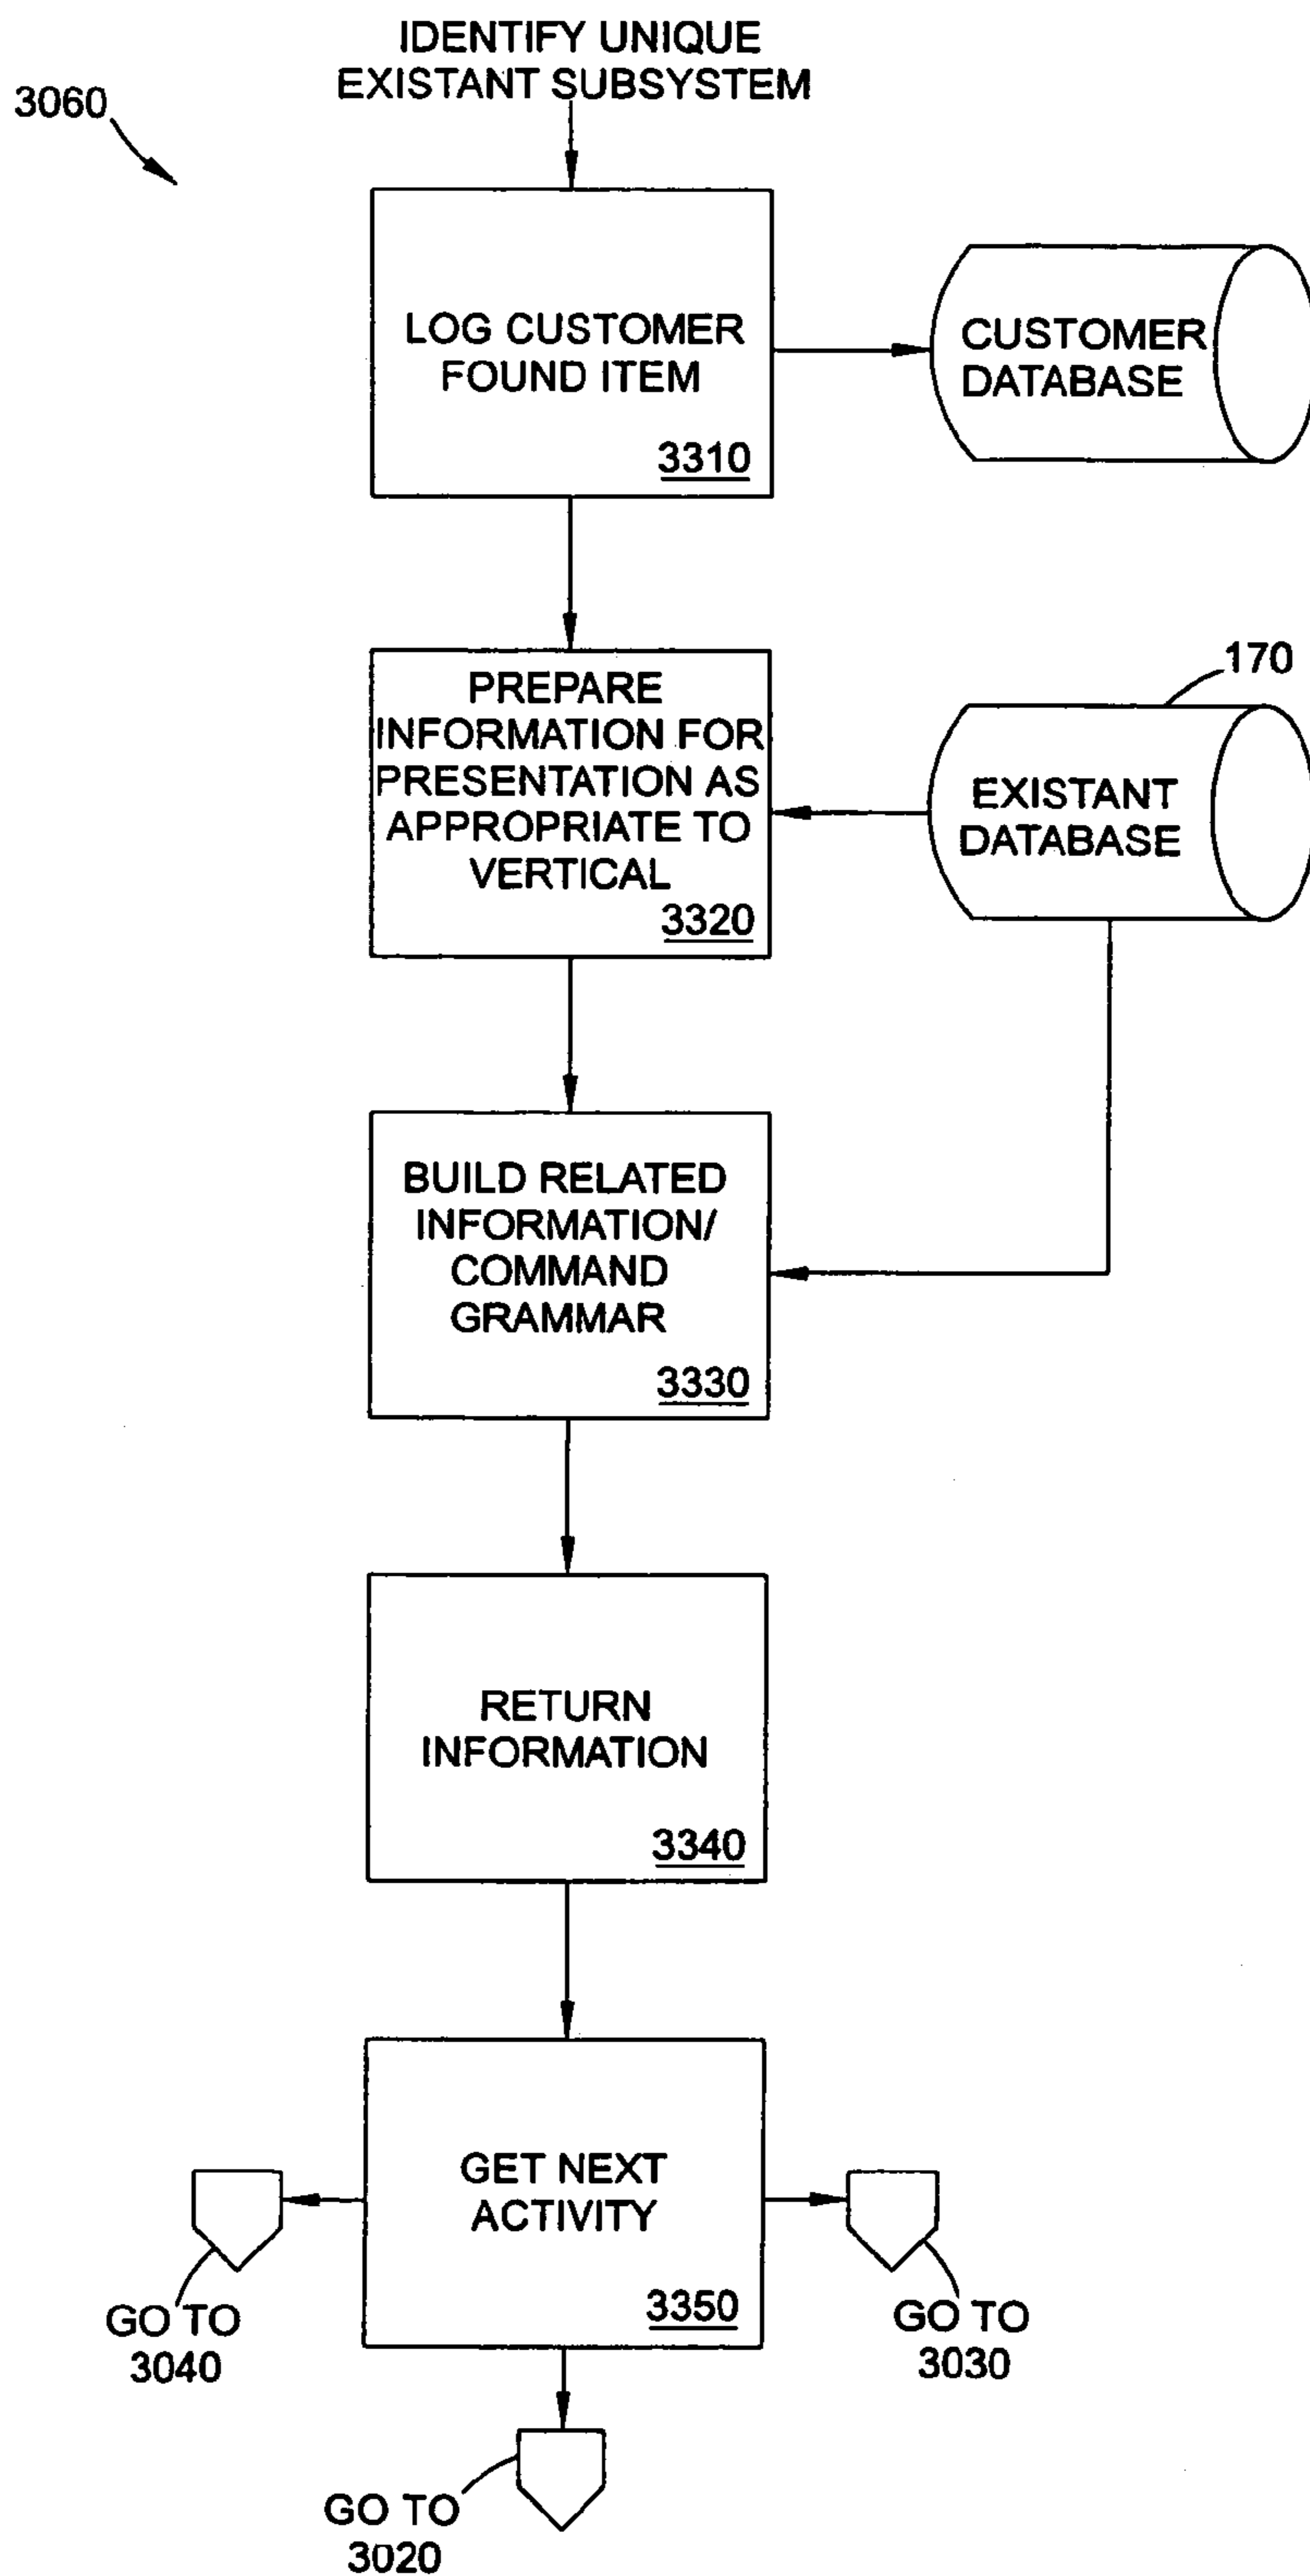 IDENTIFY UNIQUE
EXISTANT SUBSYSTEM
3060
LOG CUSTOMER
FOUND ITEM
3310
CUSTOMER
DATABASE
PREPARE
INFORMATION FOR
PRESENTATION AS
APPROPRIATE TO
VERTICAL
3320
170
EXISTANT
DATABASE
BUILD RELATED
INFORMATION/
COMMAND
GRAMMAR
3330
RETURN
INFORMATION
3340
GET NEXT
ACTIVITY
3350
GO TO
3040
GO TO
3030
GO TO
3020